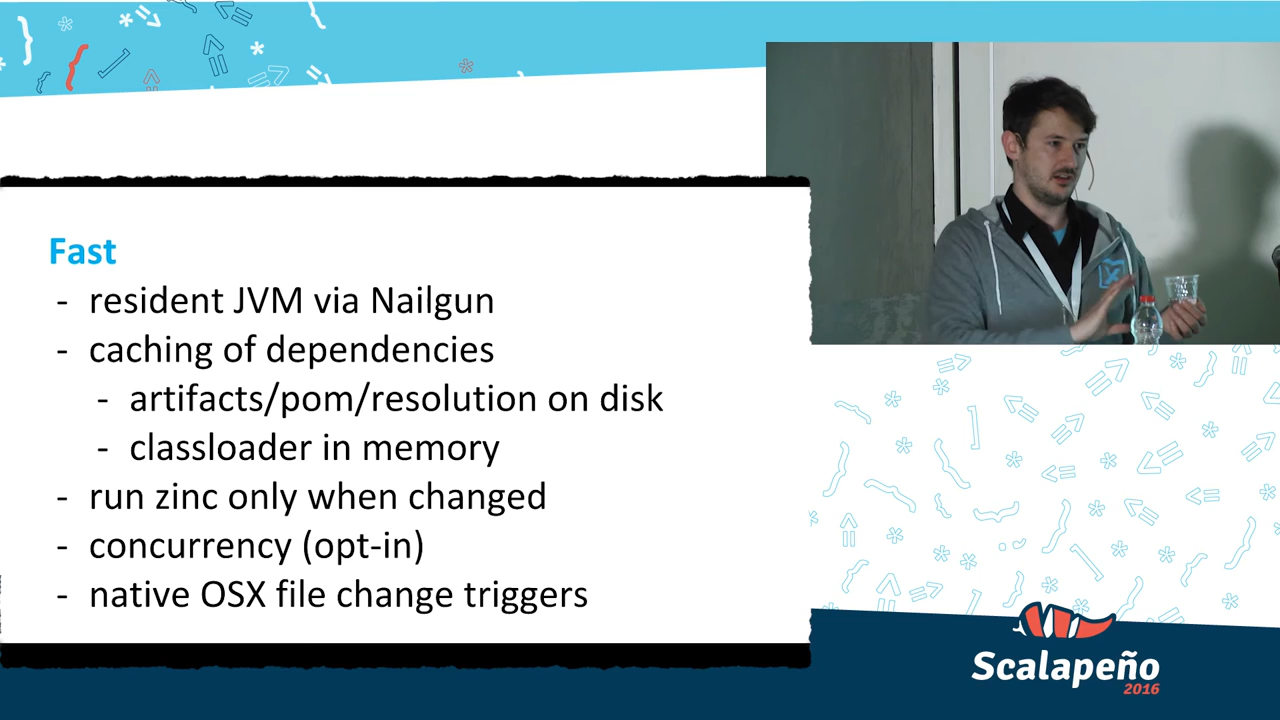 Fast
- resident JVM via Nailgun
- caching of dependencies
- artifacts/pom/resolution on disk
- classloader in memory
- run zinc only when changed
- concurrency (opt-in)
- native OSX file change triggers
Scalapeño
2016